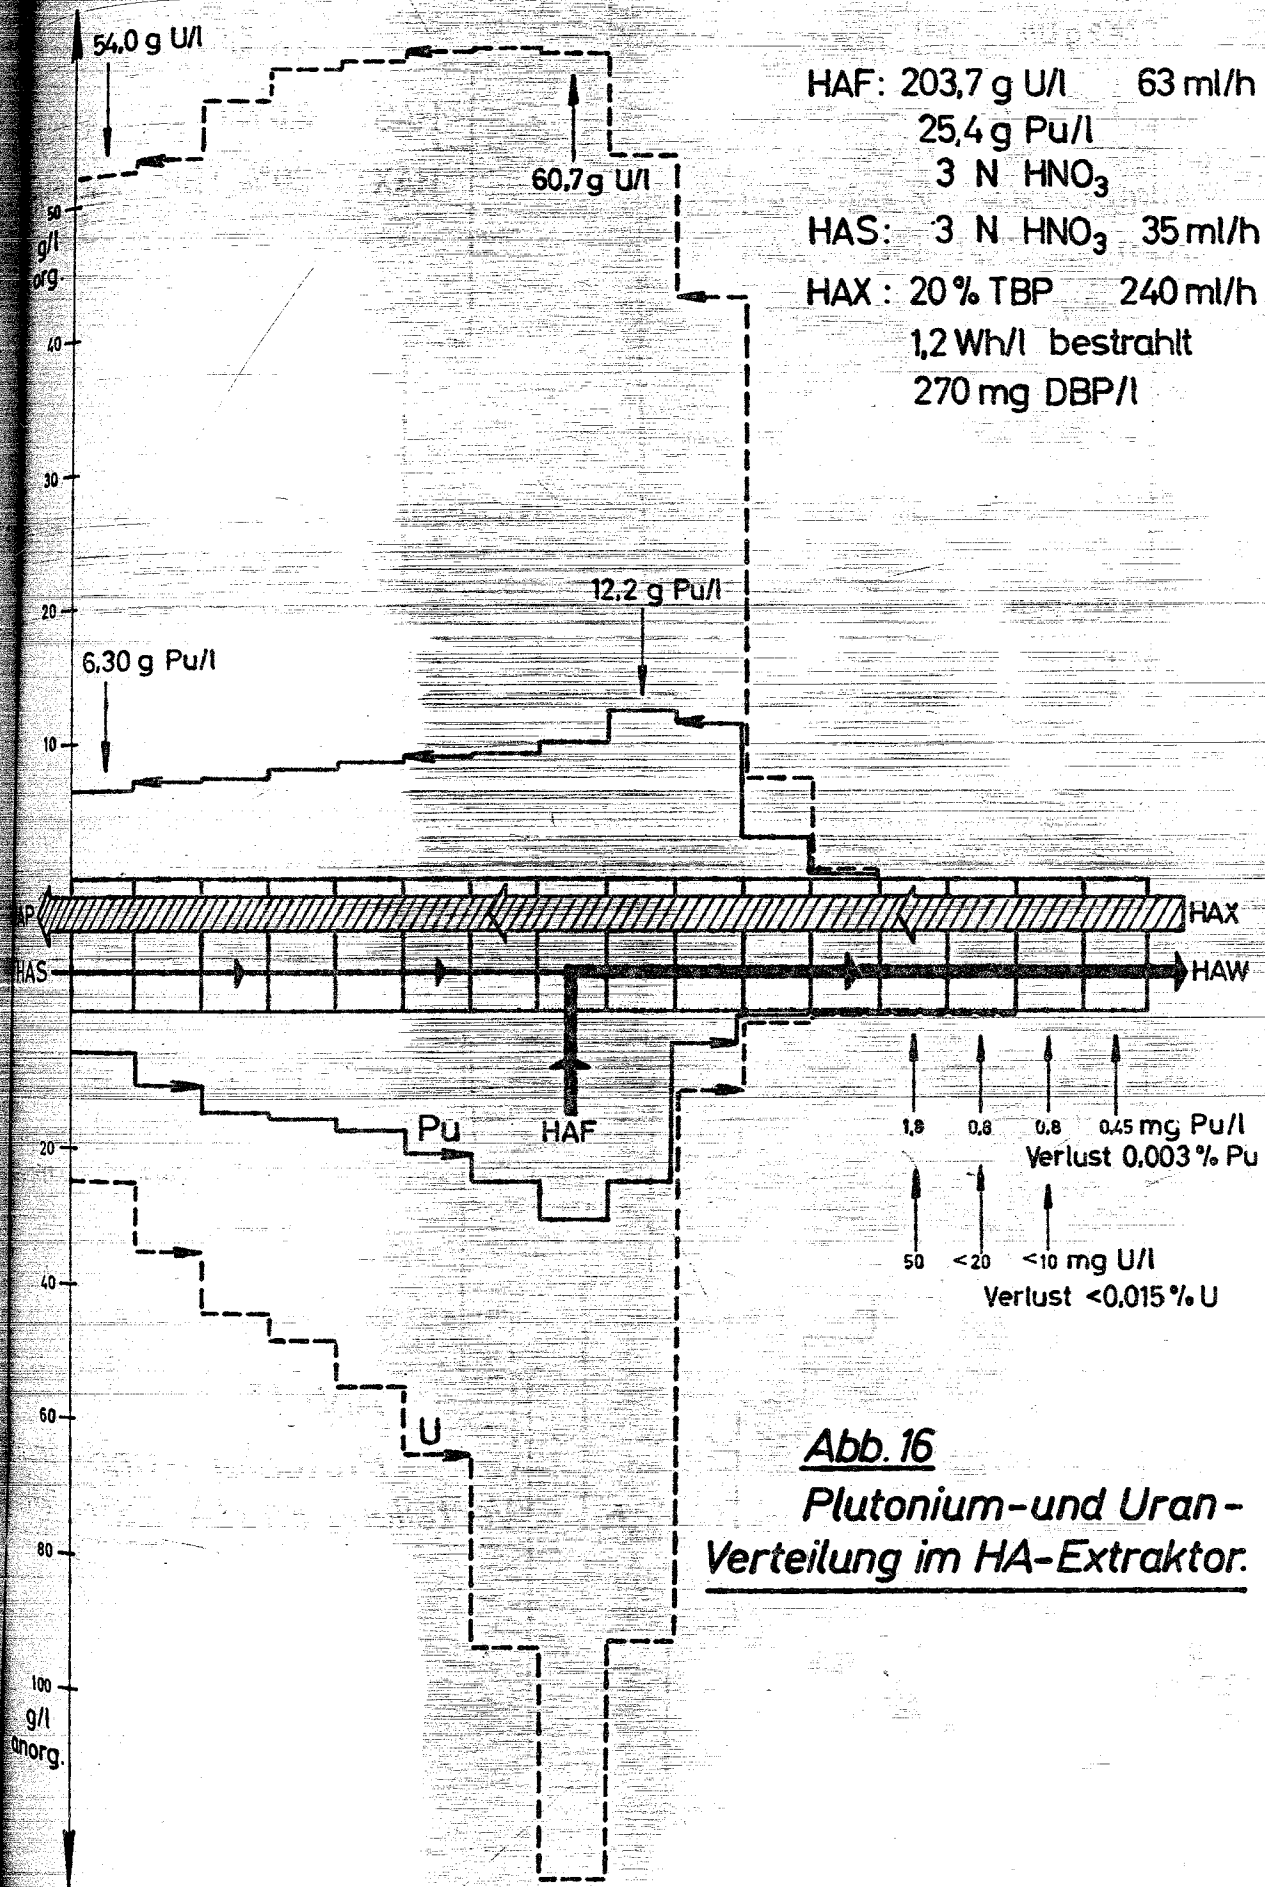 54,0 g U/l
HAF: 203,7 g U/l 63 ml/h
25,4 g Pu/l
3 N HNO3
HAS: 3 N HNO3 35 ml/h
HAX: 20 % TBP 240 ml/h
1,2 Wh/l bestrahlt
270 mg DBP/l
60,7 g U/l
50
g/l
org.
40
30
20
10
12,2 g Pu/l
6,30 g Pu/l
AP
HAX
HAS
HAW
Pu
HAF
1,8 0,8 0,8 0,45 mg Pu/l
Verlust 0,003 % Pu
50 <20 <10 mg U/l
Verlust <0,015 % U
20
40
60
U
80
100
g/l
anorg.
Abb. 16
Plutonium-und Uran-
Verteilung im HA-Extraktor.